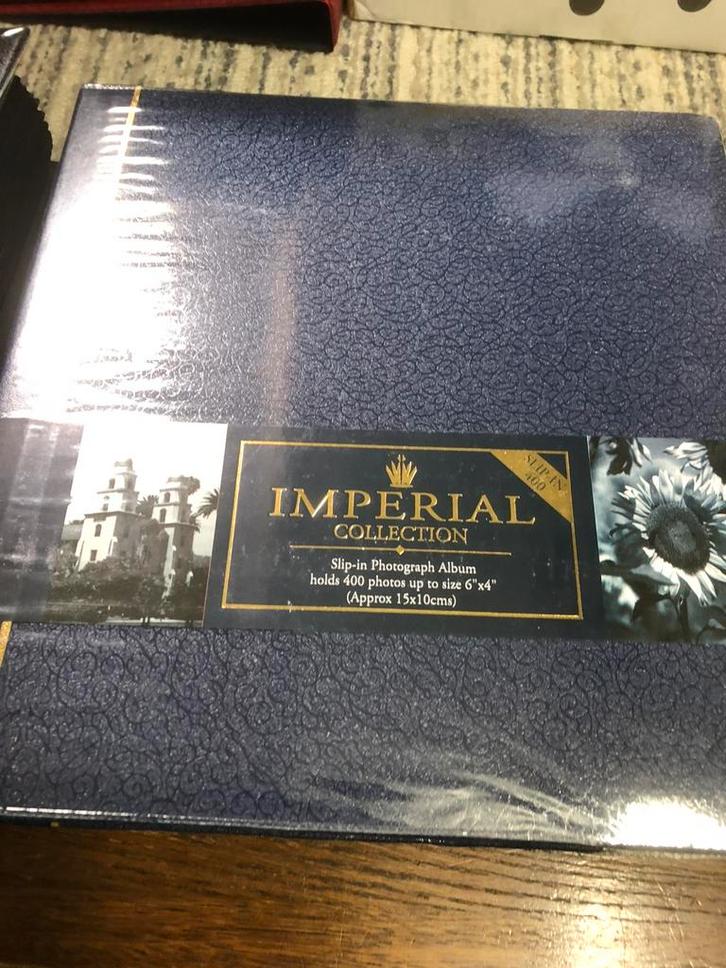 SLIP-IN
400
IMPERIAL
COLLECTION
Slip-in Photograph Album
holds 400 photos up to size 6"x4"
(Approx 15x10cms)